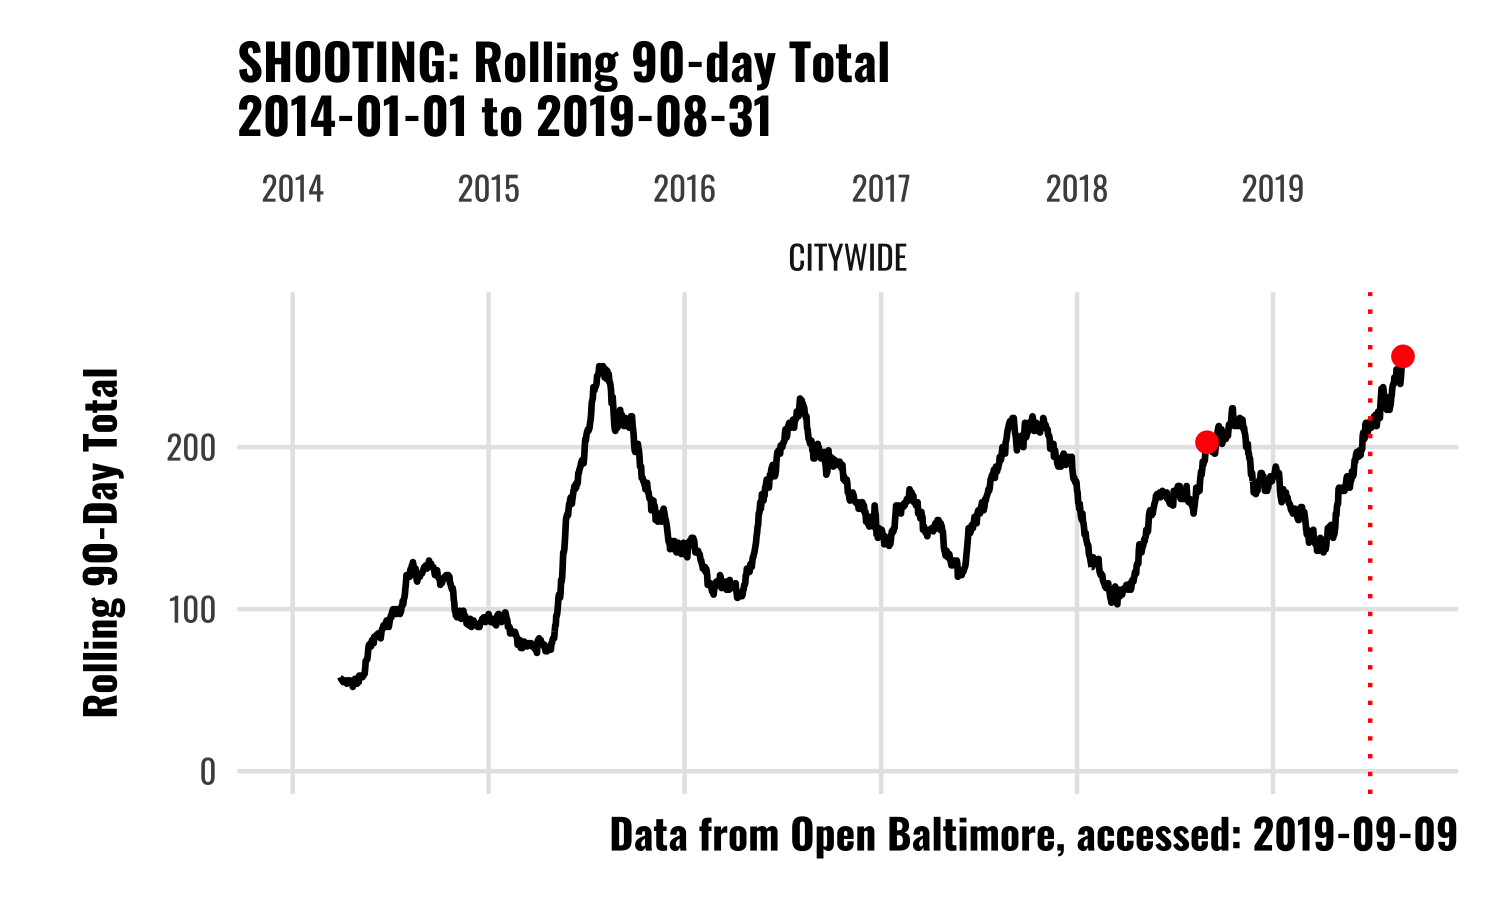 SHOOTING: Rolling 90-day Total
2014-01-01 to 2019-08-31
2014 2015 2016 2017 2018 2019
CITYWIDE
Rolling 90-Day Total
200
100
0
Data from Open Baltimore, accessed: 2019-09-09